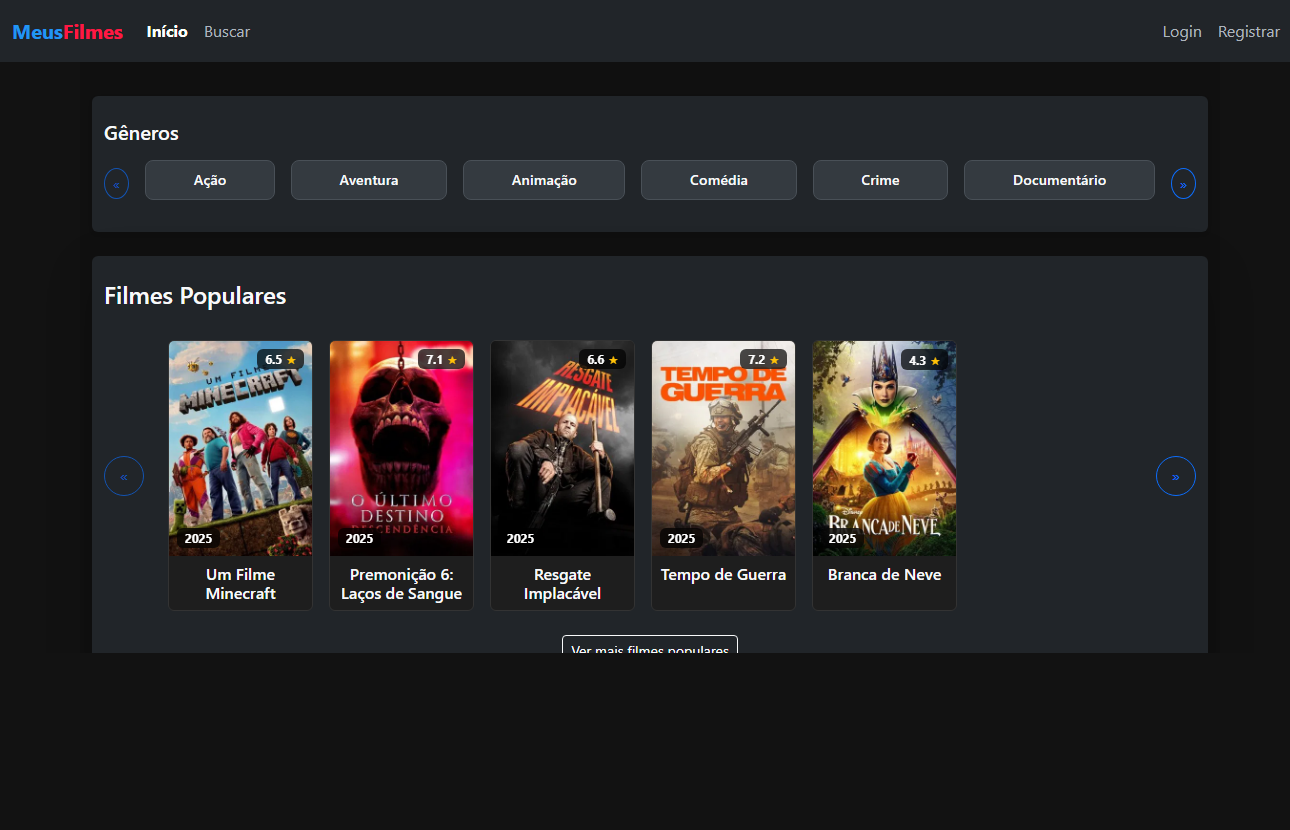 MeusFilmes Início Buscar Login Registrar
Gêneros
« Ação Aventura Animação Comédia Crime Documentário »
Filmes Populares
6.5 ★ 7.1 ★ 6.6 ★ 7.2 ★ 4.3 ★
UM FILME
MINECRAFT
O ÚLTIMO
DESTINO
DESCENDÊNCIA
RESGATE
IMPLACÁVEL
TEMPO DE
GUERRA
Disney
BRANCA DE NEVE
« »
2025 2025 2025 2025 2025
Um Filme
Minecraft
Premonição 6:
Laços de Sangue
Resgate
Implacável
Tempo de Guerra
Branca de Neve
Ver mais filmes populares